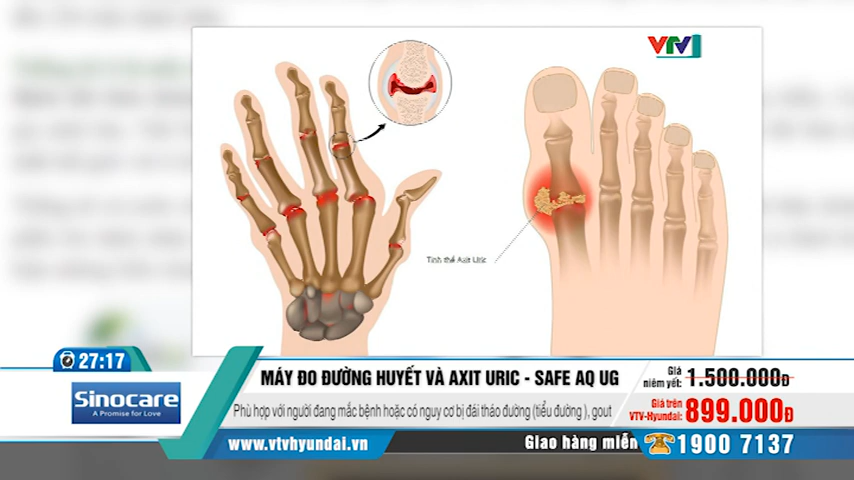 VTV1
Tinh thể Axit Uric
27:17
Sinocare
A Promise for Love
MÁY ĐO ĐƯỜNG HUYẾT VÀ AXIT URIC - SAFE AQ UG
Phù hợp với người đang mắc bệnh hoặc có nguy cơ bị đái tháo đường (tiểu đường ), gout
Giá
niêm yết: 1.500.000Đ
Giá trên
VTV-Hyundai: 899.000Đ
www.vtvhyundai.vn
Giao hàng miễn
1900 7137